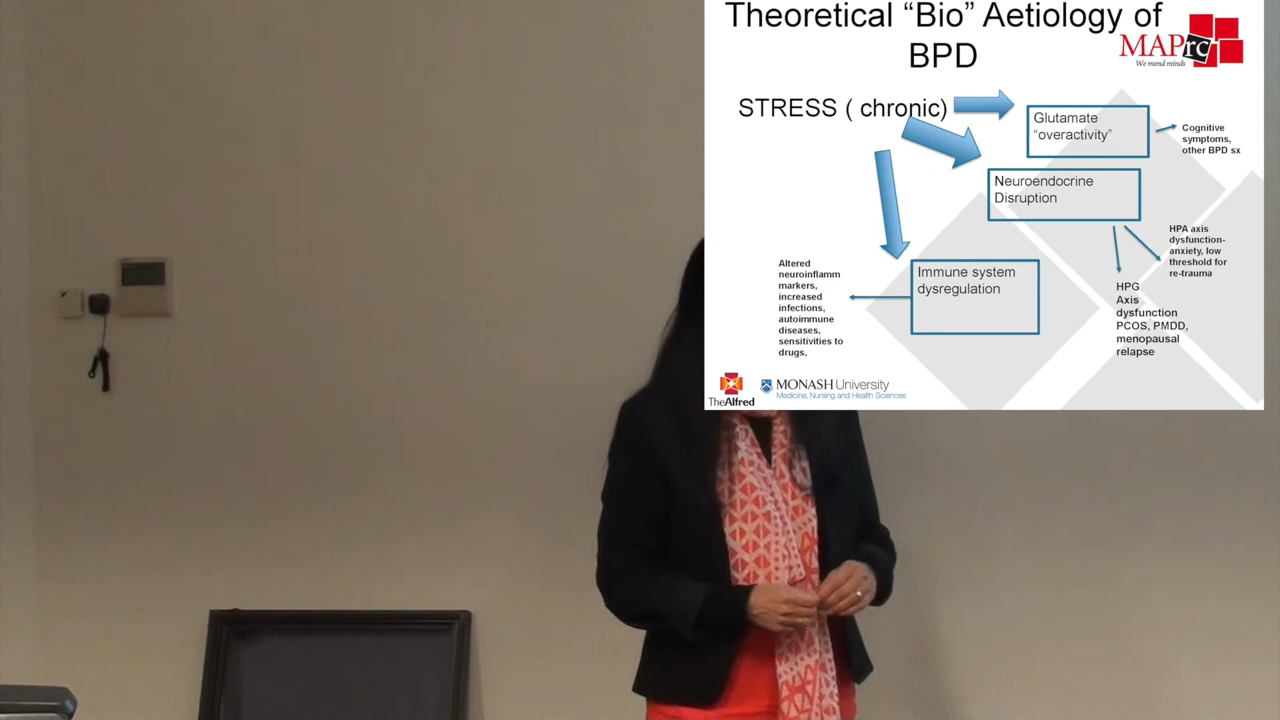 Theoretical “Bio” Aetiology of
BPD
MAPrc
We mend minds
STRESS ( chronic)
Glutamate
“overactivity”
Cognitive
symptoms,
other BPD sx
Neuroendocrine
Disruption
HPA axis
dysfunction-
anxiety, low
threshold for
re-trauma
HPG
Axis
dysfunction
PCOS, PMDD,
menopausal
relapse
Immune system
dysregulation
Altered
neuroinflamm
markers,
increased
infections,
autoimmune
diseases,
sensitivities to
drugs,
TheAlfred
MONASH University
Medicine, Nursing and Health Sciences